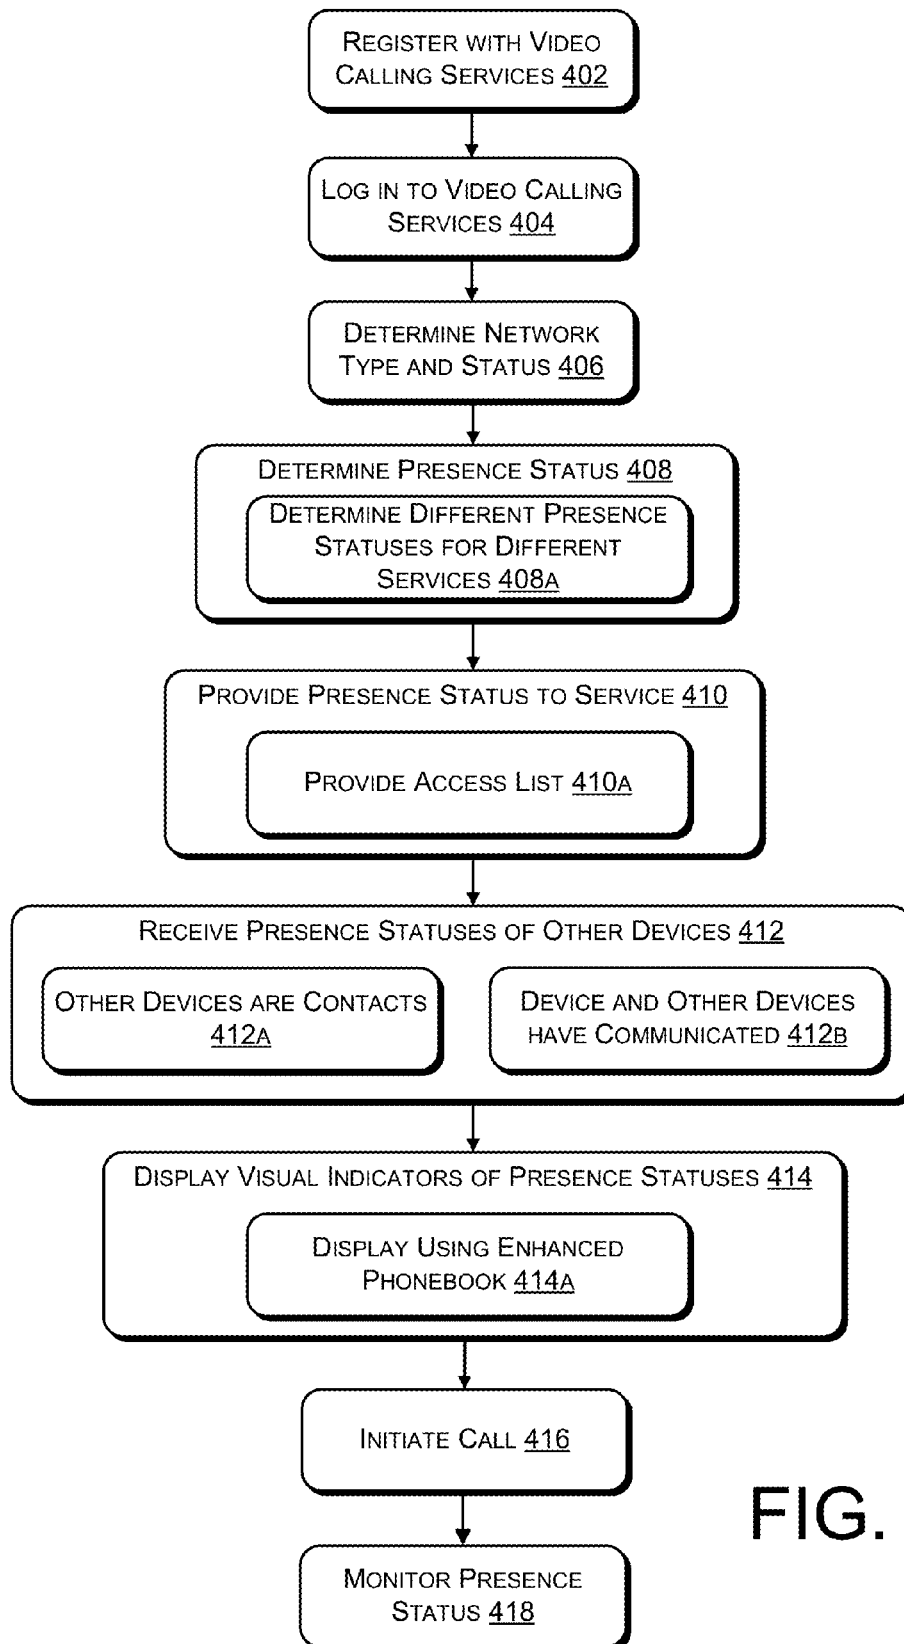 REGISTER WITH VIDEO
CALLING SERVICES 402
LOG IN TO VIDEO CALLING
SERVICES 404
DETERMINE NETWORK
TYPE AND STATUS 406
DETERMINE PRESENCE STATUS 408
DETERMINE DIFFERENT PRESENCE
STATUSES FOR DIFFERENT
SERVICES 408A
PROVIDE PRESENCE STATUS TO SERVICE 410
PROVIDE ACCESS LIST 410A
RECEIVE PRESENCE STATUSES OF OTHER DEVICES 412
OTHER DEVICES ARE CONTACTS
412A
DEVICE AND OTHER DEVICES
HAVE COMMUNICATED 412B
DISPLAY VISUAL INDICATORS OF PRESENCE STATUSES 414
DISPLAY USING ENHANCED
PHONEBOOK 414A
INITIATE CALL 416
FIG.
MONITOR PRESENCE
STATUS 418